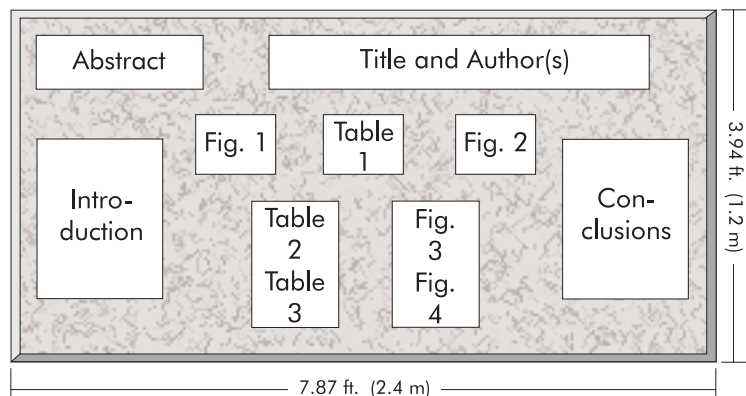 Abstract
Title and Author(s)
Fig. 1
Table
1
Fig. 2
Intro-
duction
Table
2
Table
3
Fig.
3
Fig.
4
Con-
clusions
3.94 ft. (1.2 m)
7.87 ft. (2.4 m)